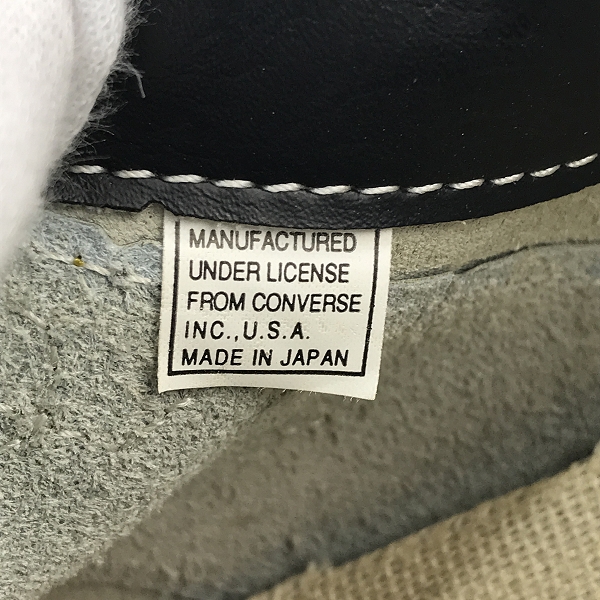 MANUFACTURED
UNDER LICENSE
FROM CONVERSE
INC.,U.S.A.
MADE IN JAPAN